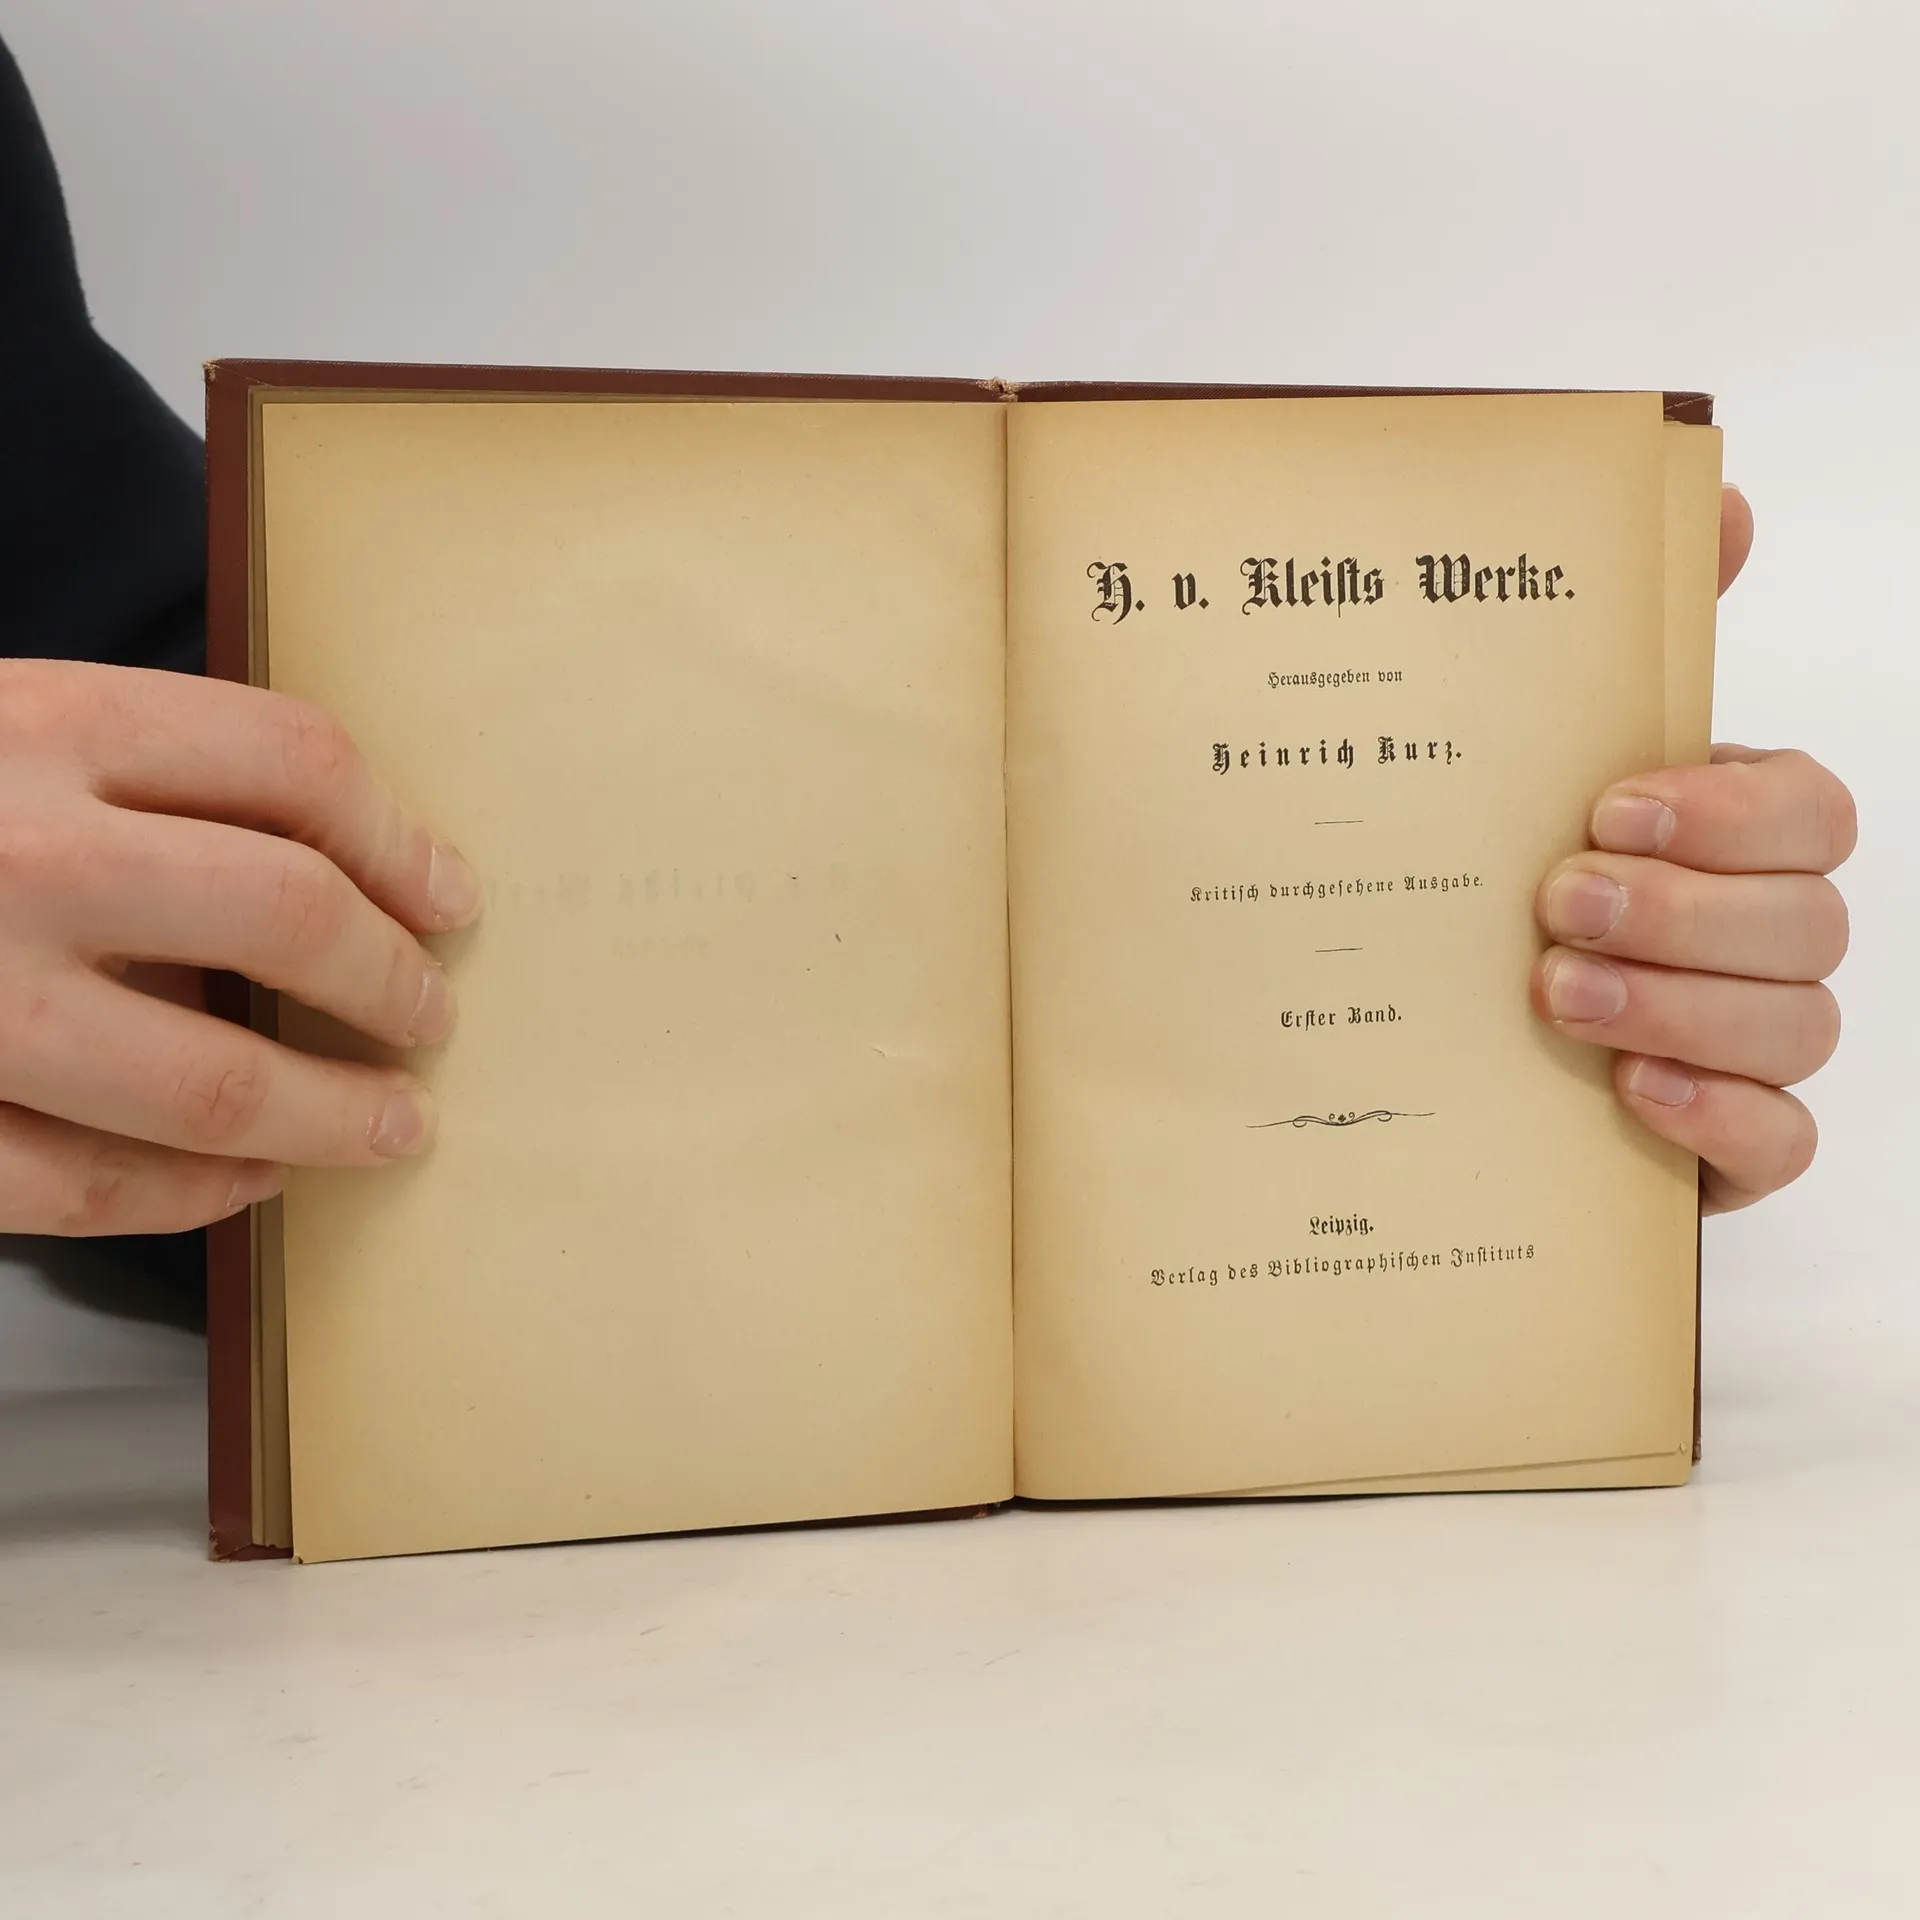 H. v. Kleiſts Werke.
Herausgegeben von
Heinrich Kurz.
Kritiſch durchgeſehene Ausgabe.
Erſter Band.
Leipzig.
Verlag des Bibliographiſchen Inſtituts